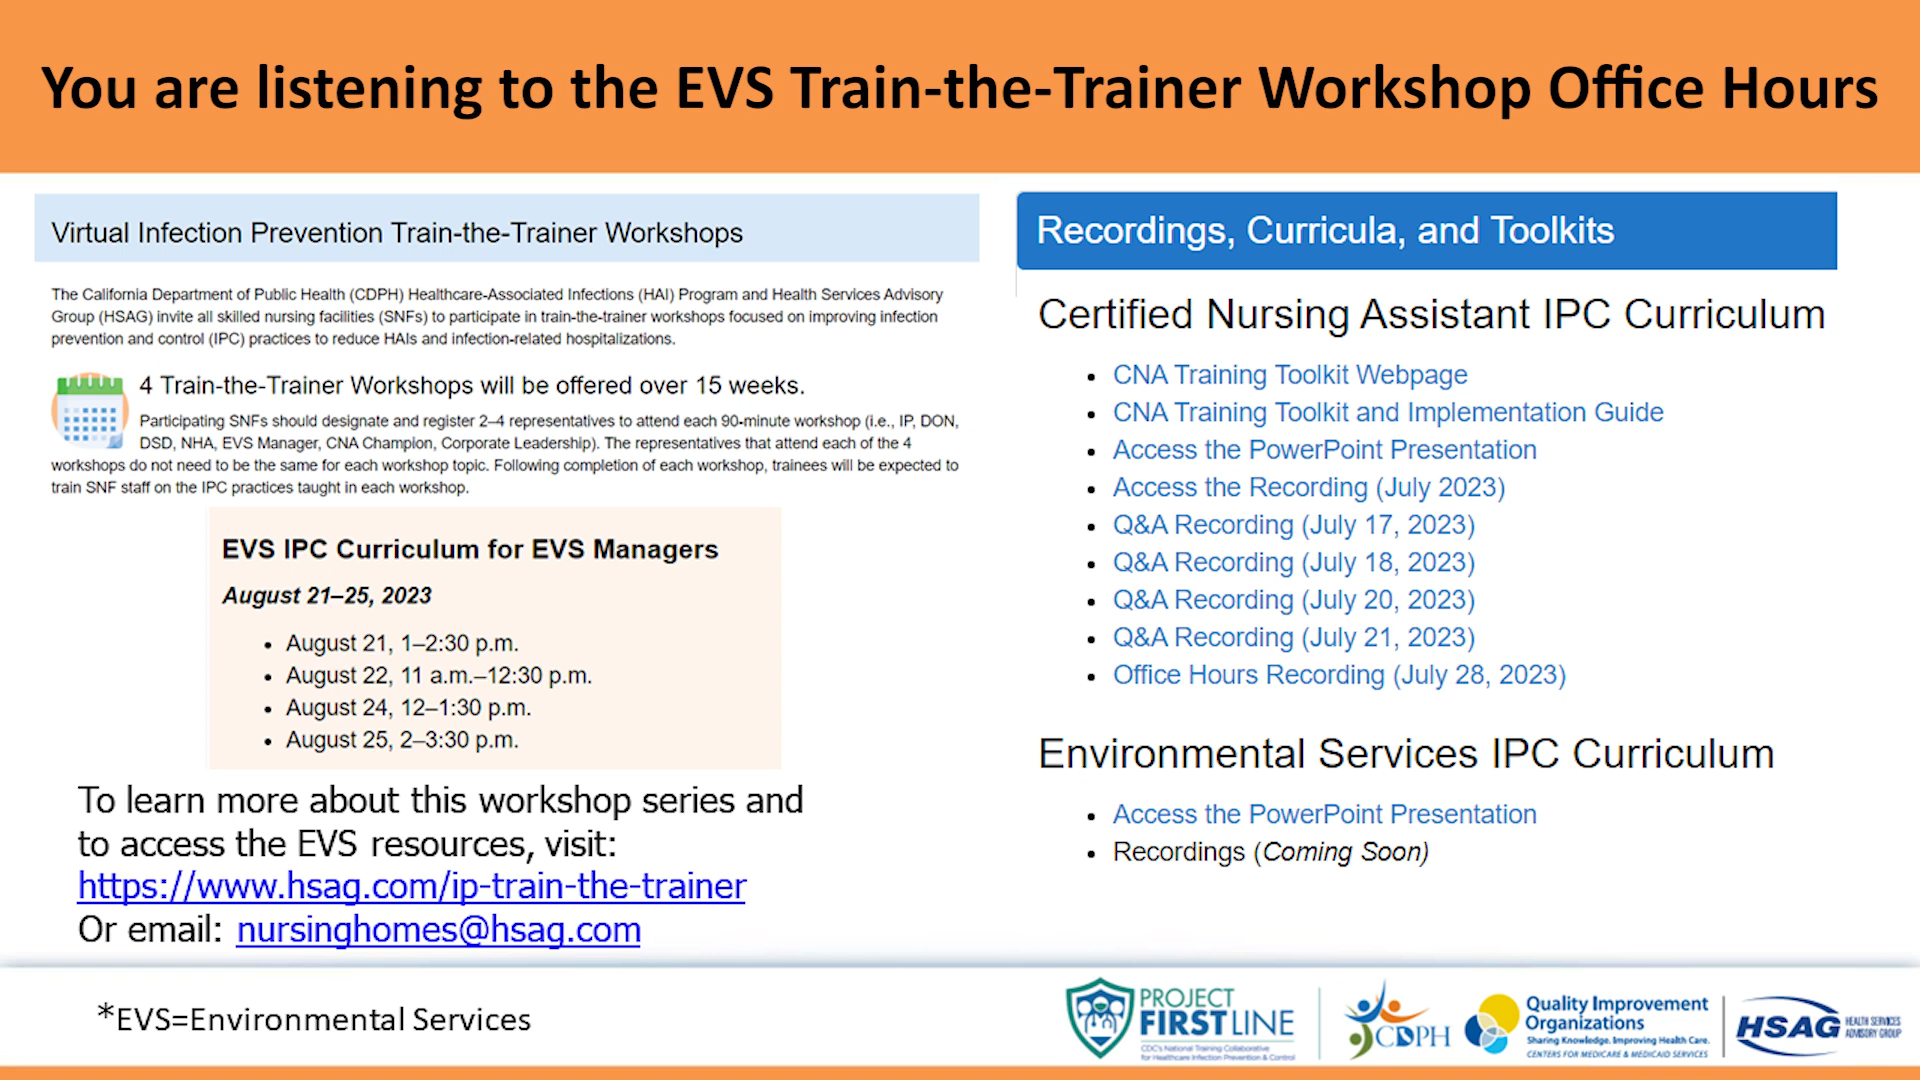 You are listening to the EVS Train-the-Trainer Workshop Office Hours
Virtual Infection Prevention Train-the-Trainer Workshops
The California Department of Public Health (CDPH) Healthcare-Associated Infections (HAI) Program and Health Services Advisory
Group (HSAG) invite all skilled nursing facilities (SNFs) to participate in train-the-trainer workshops focused on improving infection
prevention and control (IPC) practices to reduce HAIs and infection-related hospitalizations.
4 Train-the-Trainer Workshops will be offered over 15 weeks.
Participating SNFs should designate and register 2–4 representatives to attend each 90-minute workshop (i.e., IP, DON,
DSD, NHA, EVS Manager, CNA Champion, Corporate Leadership). The representatives that attend each of the 4
workshops do not need to be the same for each workshop topic. Following completion of each workshop, trainees will be expected to
train SNF staff on the IPC practices taught in each workshop.
EVS IPC Curriculum for EVS Managers
August 21–25, 2023
• August 21, 1–2:30 p.m.
• August 22, 11 a.m.–12:30 p.m.
• August 24, 12–1:30 p.m.
• August 25, 2–3:30 p.m.
To learn more about this workshop series and
to access the EVS resources, visit:
https://www.hsag.com/ip-train-the-trainer
Or email: nursinghomes@hsag.com
Recordings, Curricula, and Toolkits
Certified Nursing Assistant IPC Curriculum
• CNA Training Toolkit Webpage
• CNA Training Toolkit and Implementation Guide
• Access the PowerPoint Presentation
• Access the Recording (July 2023)
• Q&A Recording (July 17, 2023)
• Q&A Recording (July 18, 2023)
• Q&A Recording (July 20, 2023)
• Q&A Recording (July 21, 2023)
• Office Hours Recording (July 28, 2023)
Environmental Services IPC Curriculum
• Access the PowerPoint Presentation
• Recordings (Coming Soon)
*EVS=Environmental Services
PROJECT
FIRSTLINE
CDC's National Training Collaborative
for Healthcare Infection Prevention & Control
CDPH
Quality Improvement
Organizations
Sharing Knowledge. Improving Health Care.
CENTERS FOR MEDICARE & MEDICAID SERVICES
HSAG
HEALTH SERVICES
ADVISORY GROUP